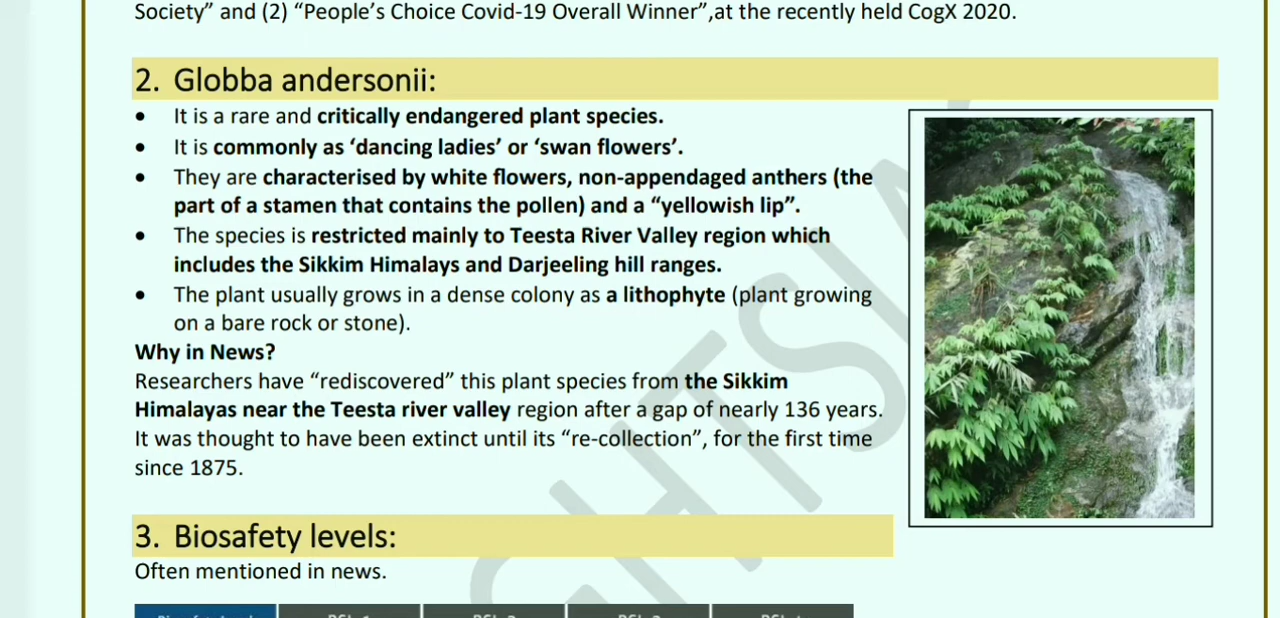 Society” and (2) “People’s Choice Covid-19 Overall Winner”,at the recently held CogX 2020.
2. Globba andersonii:
• It is a rare and critically endangered plant species.
• It is commonly as ‘dancing ladies’ or ‘swan flowers’.
• They are characterised by white flowers, non-appendaged anthers (the
part of a stamen that contains the pollen) and a “yellowish lip”.
• The species is restricted mainly to Teesta River Valley region which
includes the Sikkim Himalays and Darjeeling hill ranges.
• The plant usually grows in a dense colony as a lithophyte (plant growing
on a bare rock or stone).
Why in News?
Researchers have “rediscovered” this plant species from the Sikkim
Himalayas near the Teesta river valley region after a gap of nearly 136 years.
It was thought to have been extinct until its “re-collection”, for the first time
since 1875.
3. Biosafety levels:
Often mentioned in news.